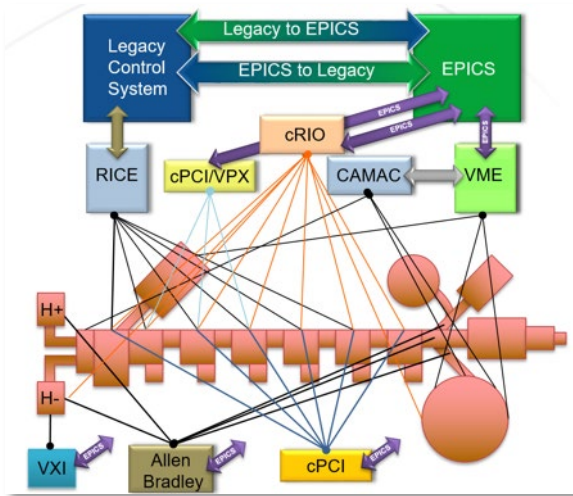 Legacy to EPICS
Legacy
Control
System
EPICS to Legacy
EPICS
cRIO
EPICS
EPICS
EPICS
RICE
cPCI/VPX
CAMAC
VME
H+
H-
VXI
EPICS
Allen
Bradley
EPICS
cPCI
EPICS